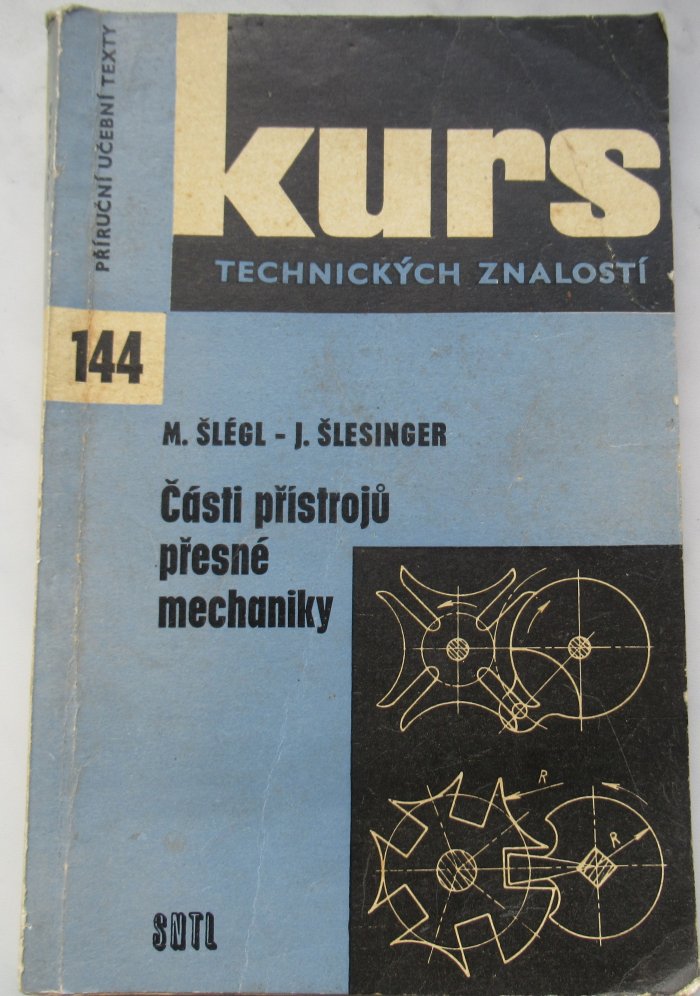 PŘÍRUČNÍ UČEBNÍ TEXTY
kurs
TECHNICKÝCH ZNALOSTÍ
144
M. ŠLÉGL - J. ŠLESINGER
Části přístrojů
přesné
mechaniky
R
R
SNTL